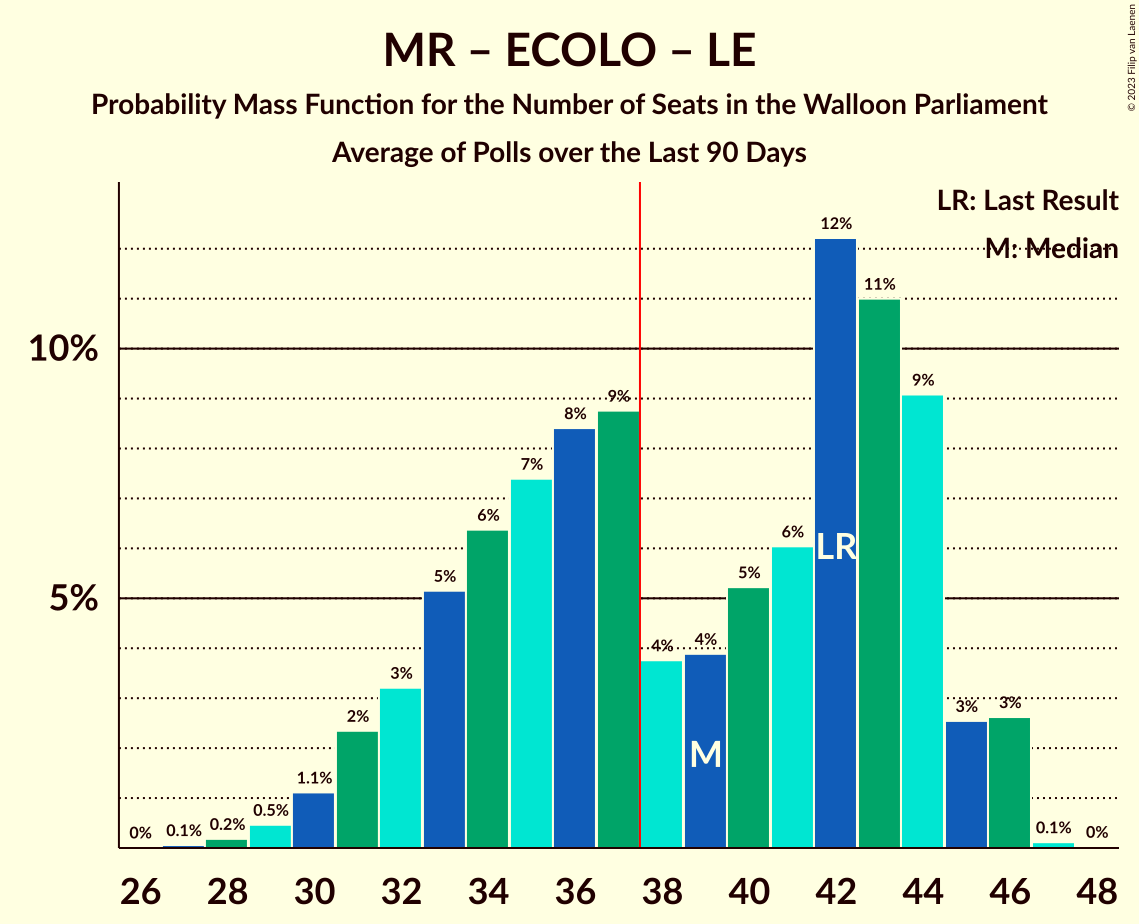 MR – ECOLO – LE
Probability Mass Function for the Number of Seats in the Walloon Parliament
Average of Polls over the Last 90 Days
© 2023 Filip van Laenen
LR: Last Result
M: Median
10%
5%
0%
0.1%
0.2%
0.5%
1.1%
2%
3%
5%
6%
7%
8%
9%
4%
4%
5%
6%
12%
11%
9%
3%
3%
0.1%
0%
M
LR
26 28 30 32 34 36 38 40 42 44 46 48